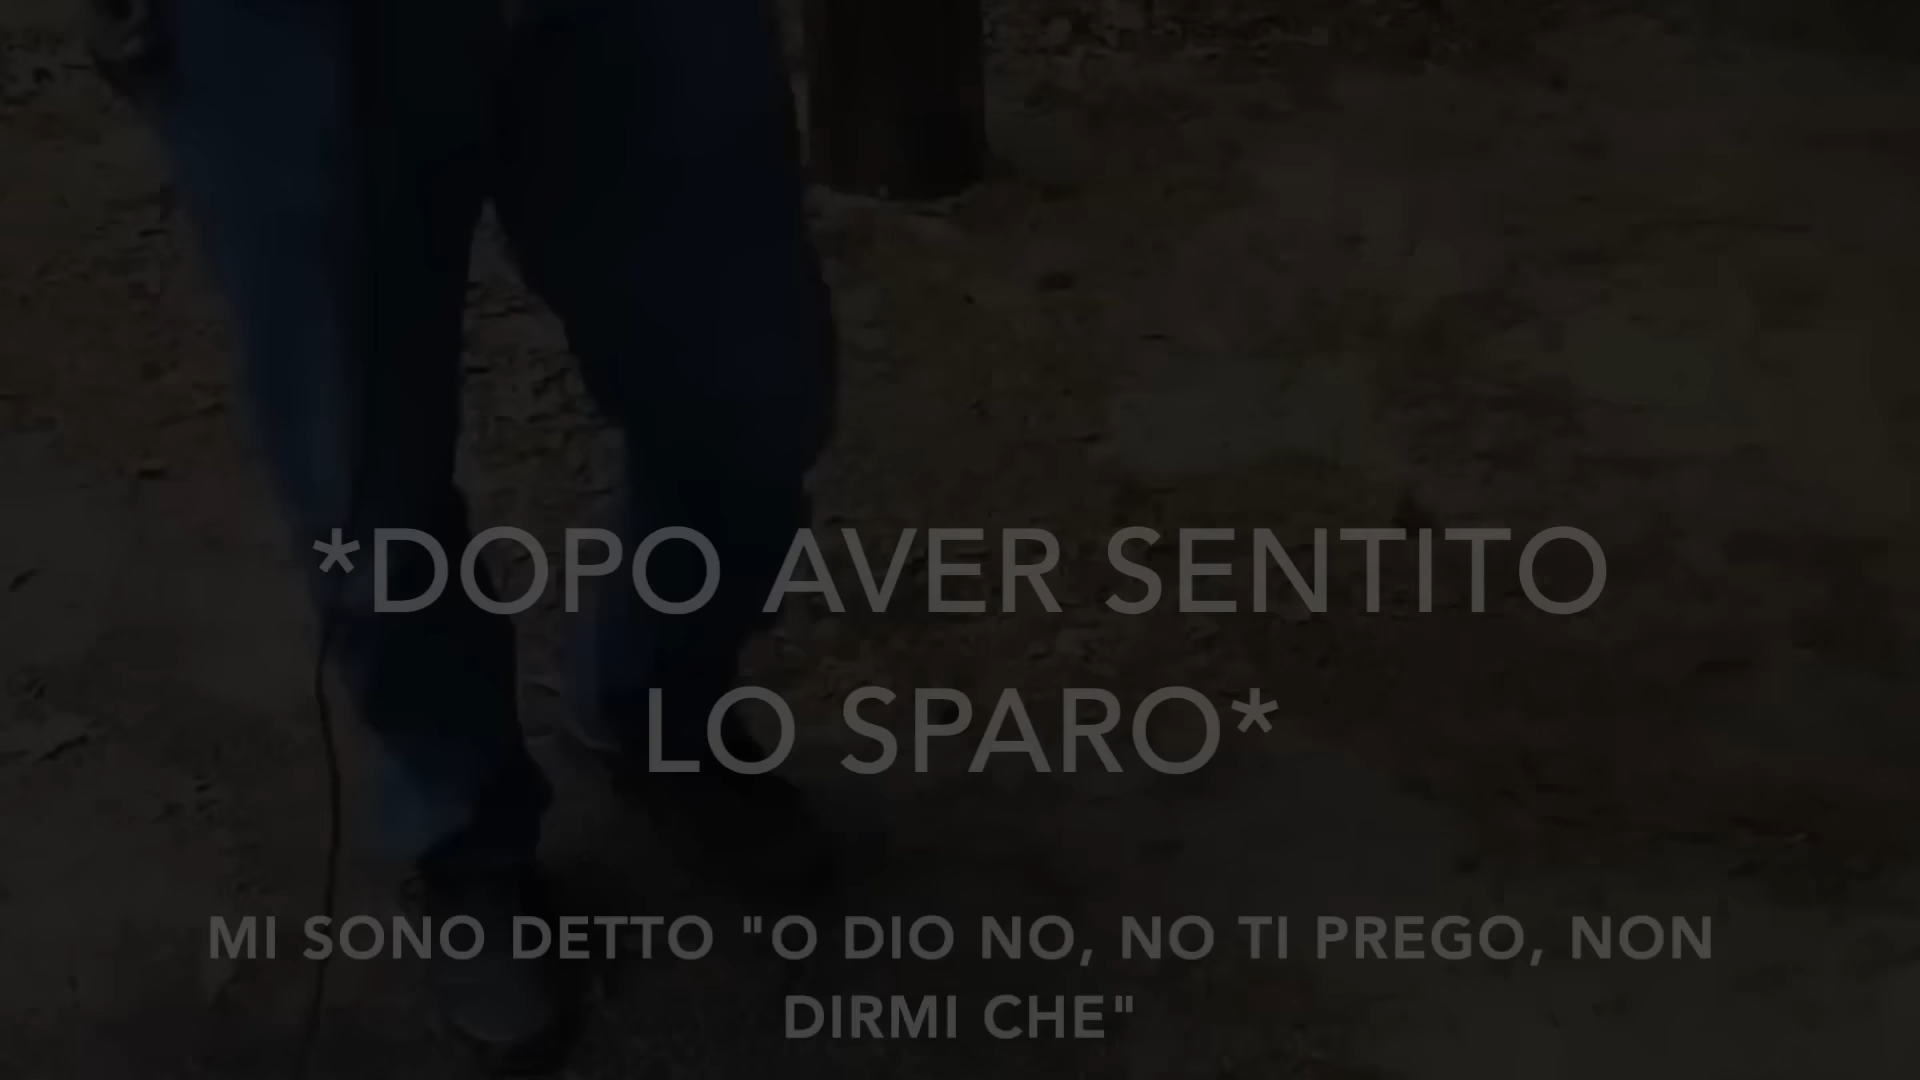 *DOPO AVER SENTITO
LO SPARO*
MI SONO DETTO "O DIO NO, NO TI PREGO, NON
DIRMI CHE"